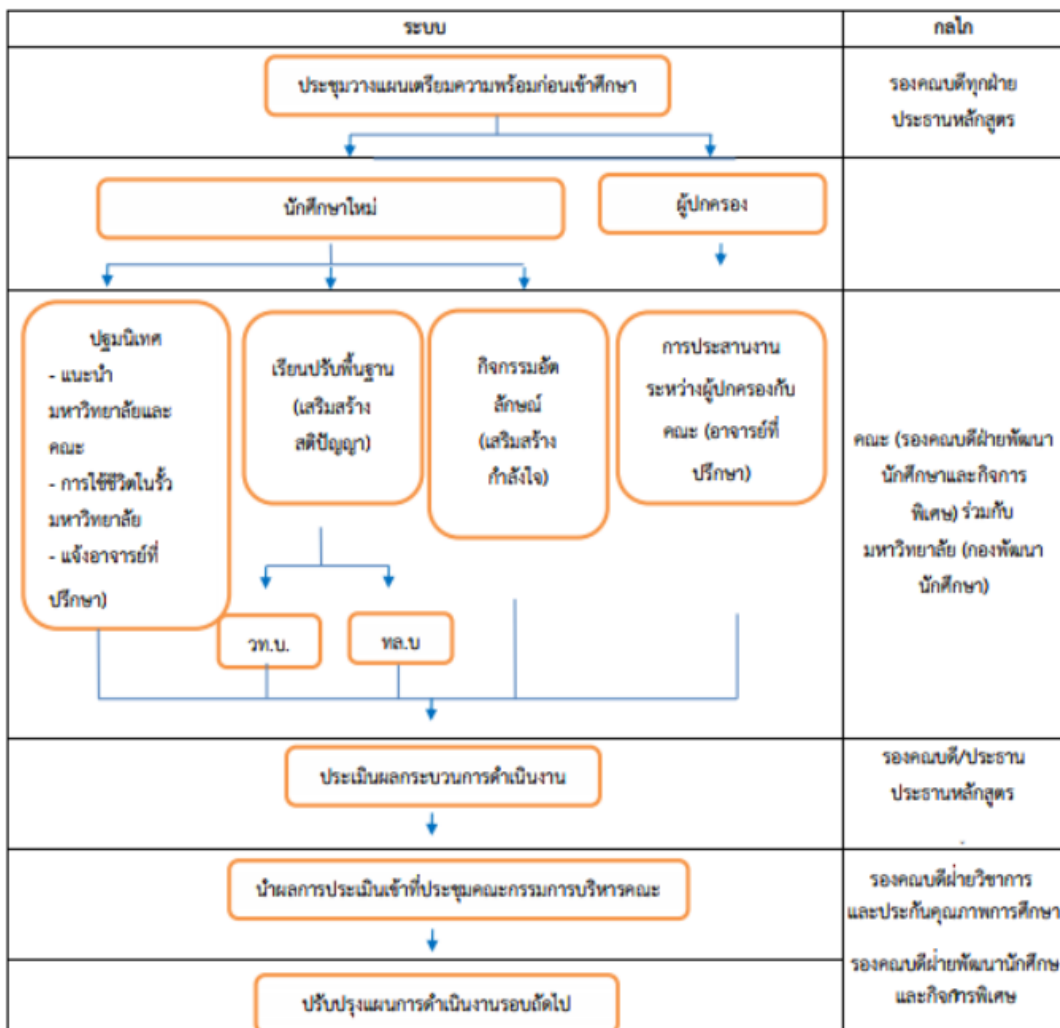 ระบบ
กลไก
ประชุมวางแผนเตรียมความพร้อมก่อนเข้าศึกษา
รองคณบดีทุกฝ่าย
ประธานหลักสูตร
นักศึกษาใหม่
ผู้ปกครอง
ปฐมนิเทศ
- แนะนำ
มหาวิทยาลัยและ
คณะ
- การใช้ชีวิตในรั้ว
มหาวิทยาลัย
- แจ้งอาจารย์ที่
ปรึกษา)
เรียนปรับพื้นฐาน
(เสริมสร้าง
สติปัญญา)
กิจกรรมอัต
ลักษณ์
(เสริมสร้าง
กำลังใจ)
การประสานงาน
ระหว่างผู้ปกครองกับ
คณะ (อาจารย์ที่
ปรึกษา)
คณะ (รองคณบดีฝ่ายพัฒนา
นักศึกษาและกิจการ
พิเศษ) ร่วมกับ
มหาวิทยาลัย (กองพัฒนา
นักศึกษา)
วท.บ.
ทล.บ
ประเมินผลกระบวนการดำเนินงาน
รองคณบดี/ประธาน
ประธานหลักสูตร
นำผลการประเมินเข้าที่ประชุมคณะกรรมการบริหารคณะ
รองคณบดีฝ่ายวิชาการ
และประกันคุณภาพการศึกษา
ปรับปรุงแผนการดำเนินงานรอบถัดไป
รองคณบดีฝ่ายพัฒนานักศึกษ
และกิจการพิเศษ